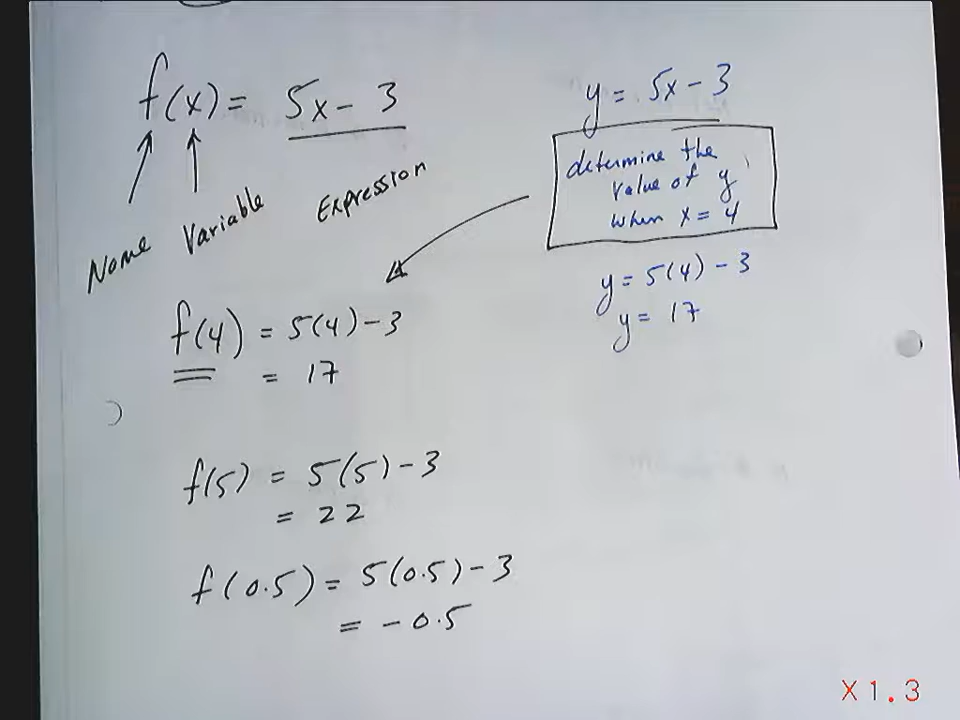 f(x) = 5x - 3
Name Variable Expression
f(4) = 5(4) - 3
= 17
f(5) = 5(5) - 3
= 22
f(0.5) = 5(0.5) - 3
= -0.5
y = 5x - 3
determine the
value of y
when x = 4
y = 5(4) - 3
y = 17
X1.3